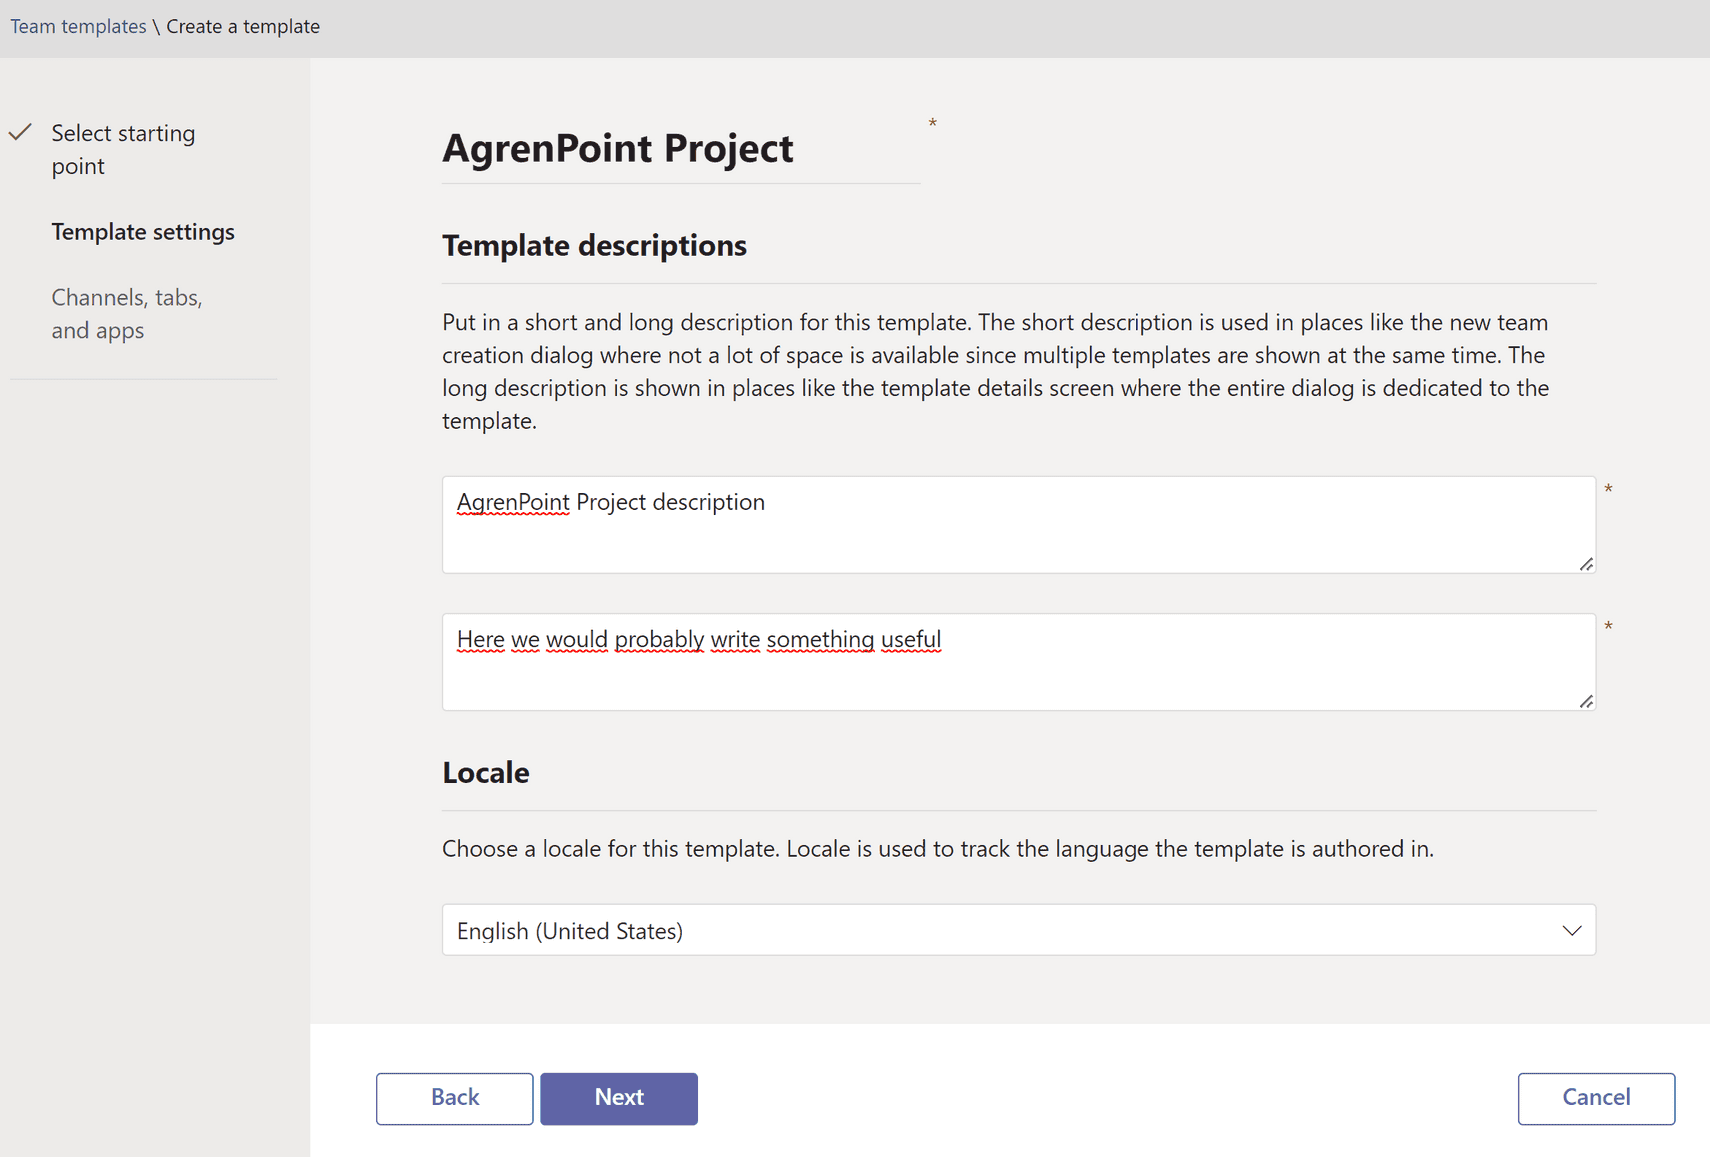 Team templates \ Create a template
Select starting
point
Template settings
Channels, tabs,
and apps
AgrenPoint Project *
Template descriptions
Put in a short and long description for this template. The short description is used in places like the new team
creation dialog where not a lot of space is available since multiple templates are shown at the same time. The
long description is shown in places like the template details screen where the entire dialog is dedicated to the
template.
AgrenPoint Project description *
Here we would probably write something useful *
Locale
Choose a locale for this template. Locale is used to track the language the template is authored in.
English (United States)
Back Next Cancel